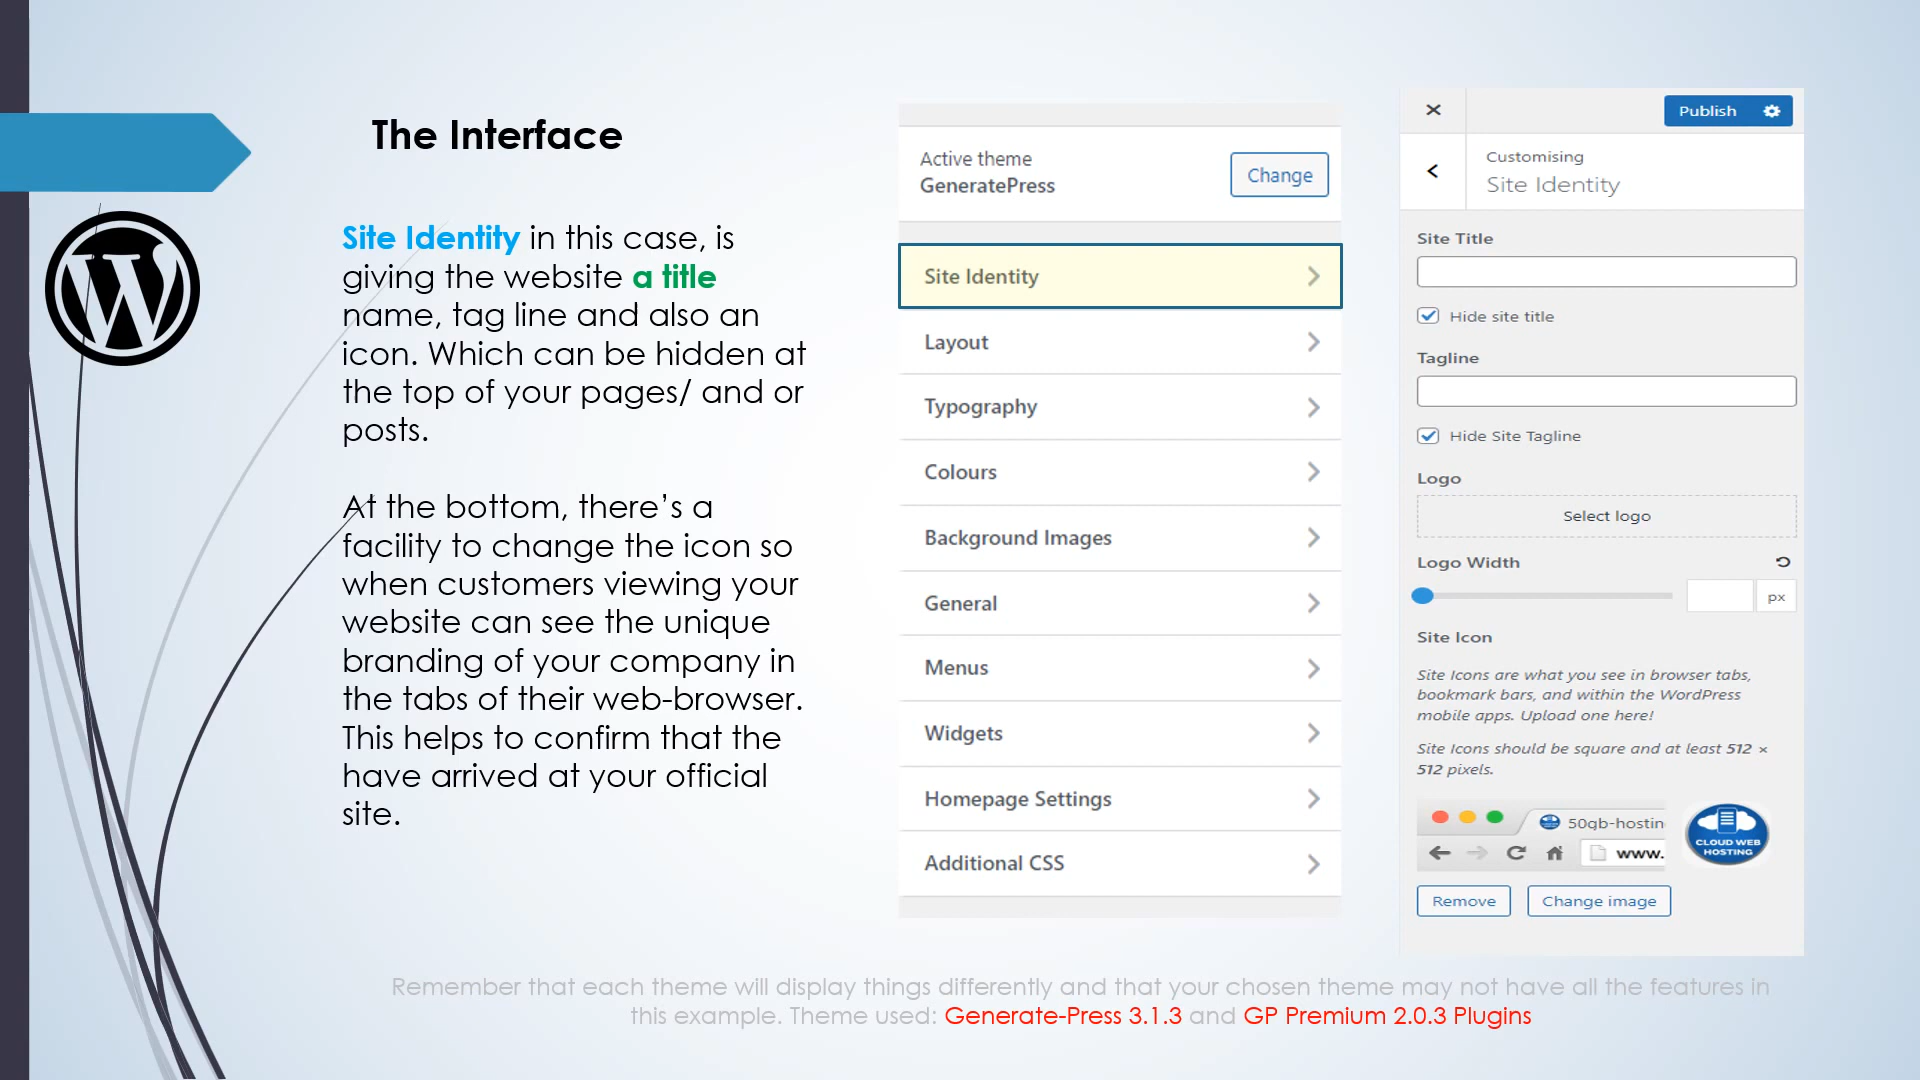 The Interface
Site Identity in this case, is
giving the website a title
name, tag line and also an
icon. Which can be hidden at
the top of your pages/ and or
posts.
At the bottom, there’s a
facility to change the icon so
when customers viewing your
website can see the unique
branding of your company in
the tabs of their web-browser.
This helps to confirm that the
have arrived at your official
site.
Active theme
GeneratePress
Change
Site Identity
Layout
Typography
Colours
Background Images
General
Menus
Widgets
Homepage Settings
Additional CSS
Publish
Customising
Site Identity
Site Title
Hide site title
Tagline
Hide Site Tagline
Logo
Select logo
Logo Width
px
Site Icon
Site Icons are what you see in browser tabs,
bookmark bars, and within the WordPress
mobile apps. Upload one here!
Site Icons should be square and at least 512 ×
512 pixels.
50gb-hostin
www.
CLOUD WEB
HOSTING
Remove
Change image
Remember that each theme will display things differently and that your chosen theme may not have all the features in
this example. Theme used: Generate-Press 3.1.3 and GP Premium 2.0.3 Plugins